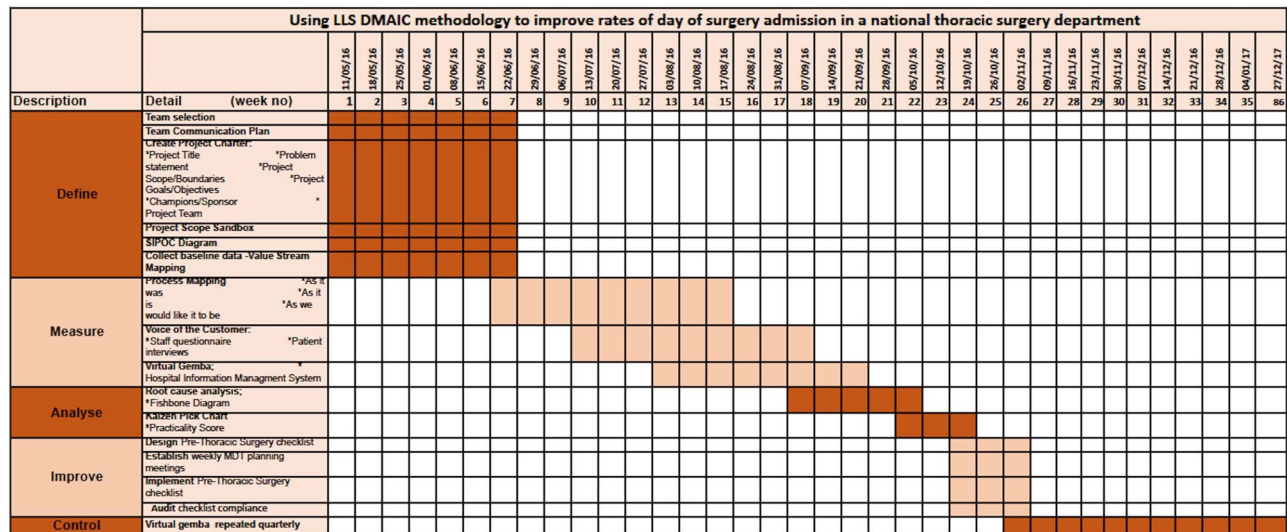 Using LLS DMAIC methodology to improve rates of day of surgery admission in a national thoracic surgery department
11/05/16 18/05/16 25/05/16 01/06/16 08/06/16 15/06/16 22/06/16 29/06/16 06/07/16 13/07/16 20/07/16 27/07/16 03/08/16 10/08/16 17/08/16 24/08/16 31/08/16 07/09/16 14/09/16 21/09/16 28/09/16 05/10/16 12/10/16 19/10/16 26/10/16 02/11/16 09/11/16 16/11/16 23/11/16 30/11/16 07/12/16 14/12/16 21/12/16 28/12/16 04/01/17 27/12/17
Description Detail (week no) 1 2 3 4 5 6 7 8 9 10 11 12 13 14 15 16 17 18 19 20 21 22 23 24 25 26 27 28 29 30 31 32 33 34 35 86
Define
Team selection
Team Communication Plan
Create Project Charter:
*Project Title *Problem
statement *Project
Scope/Boundaries *Project
Goals/Objectives
*Champions/Sponsor *
Project Team
Project Scope Sandbox
SIPOC Diagram
Collect baseline data -Value Stream
Mapping
Measure
Process Mapping *As it
was *As it
is *As we
would like it to be
Voice of the Customer:
*Staff questionnaire *Patient
interviews
Virtual Gemba; *
Hospital Information Managment System
Analyse
Root cause analysis;
*Fishbone Diagram
Kaizen Pick Chart
*Practicality Score
Improve
Design Pre-Thoracic Surgery checklist
Establish weekly MDT planning
meetings
Implement Pre-Thoracic Surgery
checklist
Audit checklist compliance
Control
Virtual gemba repeated quarterly